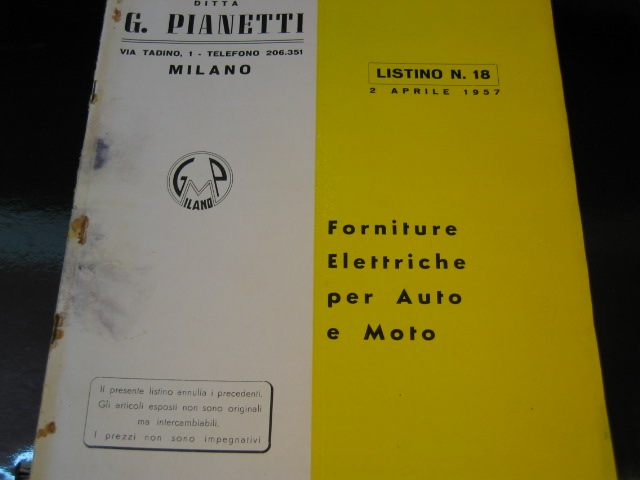 DITTA
G. PIANETTI
VIA TADINO, 1 - TELEFONO 206.351
MILANO
LISTINO N. 18
2 APRILE 1957
GMP
MILANO
Forniture
Elettriche
per Auto
e Moto
Il presente listino annulla i precedenti.
Gli articoli esposti non sono originali
ma intercambiabili.
I prezzi non sono impegnativi